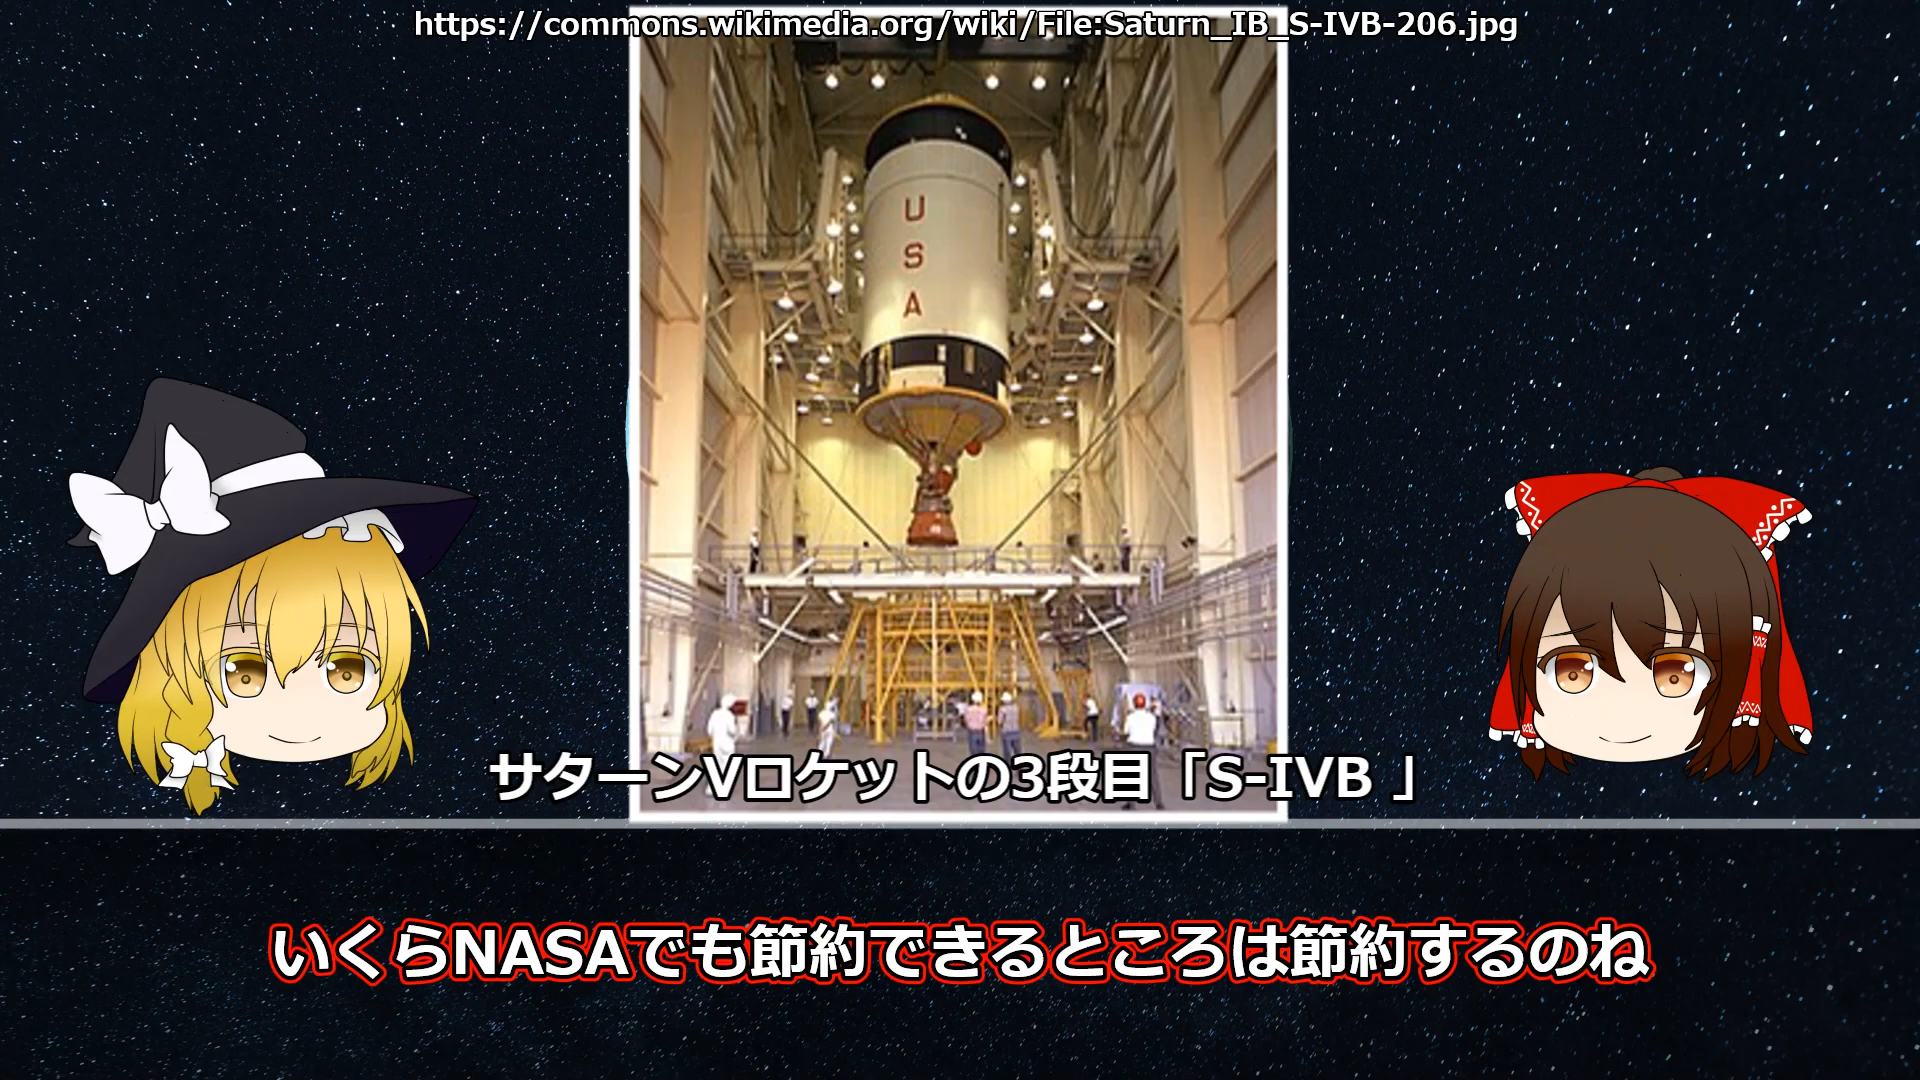 https://commons.wikimedia.org/wiki/File:Saturn_IB_S-IVB-206.jpg
U
S
A
サターンVロケットの3段目「S-IVB 」
いくらNASAでも節約できるところは節約するのね